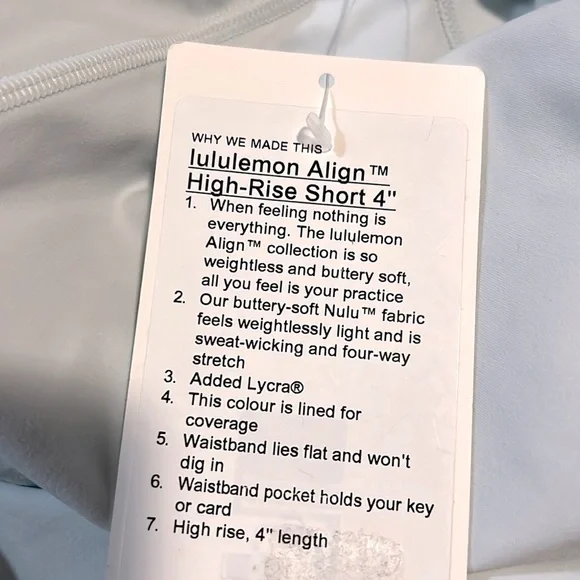 WHY WE MADE THIS
lululemon Align™
High-Rise Short 4"
1. When feeling nothing is
everything. The lululemon
Align™ collection is so
weightless and buttery soft,
all you feel is your practice
2. Our buttery-soft Nulu™ fabric
feels weightlessly light and is
sweat-wicking and four-way
stretch
3. Added Lycra®
4. This colour is lined for
coverage
5. Waistband lies flat and won't
dig in
6. Waistband pocket holds your key
or card
7. High rise, 4" length